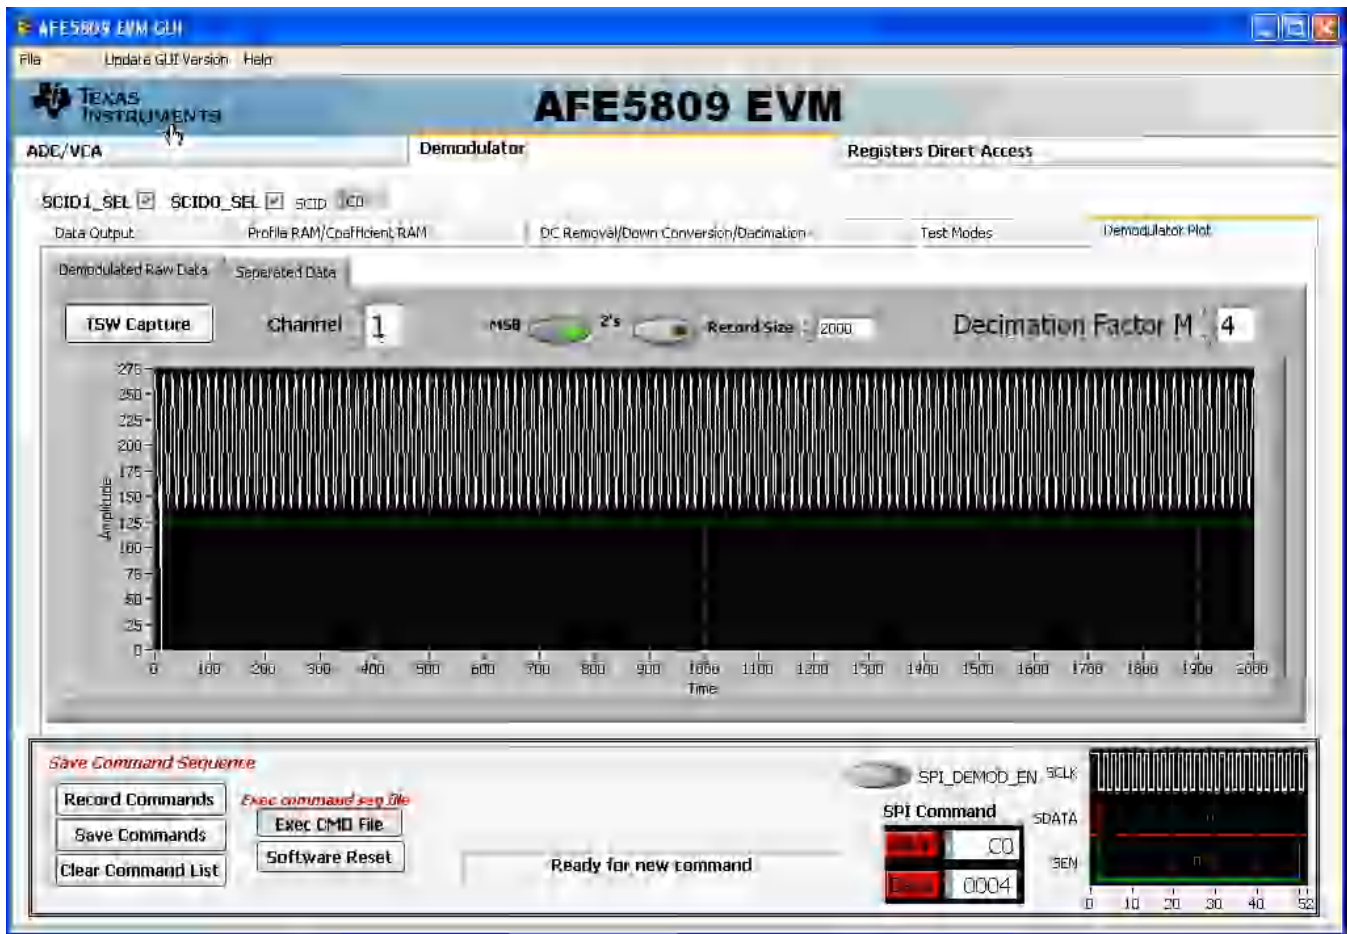 AFE5809 EVM GUI
File Update GUI Version Help
TEXAS INSTRUMENTS
AFE5809 EVM
ADC/VCA Demodulator Registers Direct Access
SCID1_SEL SCID0_SEL SCID C0
Data Output Profile RAM/Coefficient RAM DC Removal/Down Conversion/Decimation Test Modes Demodulator Plot
Demodulated Raw Data Seperated Data
TSW Capture Channel 1 MSB 2's Record Size 2000 Decimation Factor M 4
275
250
225
200
175
150
125
100
75
50
25
0
Amplitude
0 100 200 300 400 500 600 700 800 900 1000 1100 1200 1300 1400 1500 1600 1700 1800 1900 2000
Time
Save Command Sequence
Record Commands
Save Commands
Clear Command List
Exec command seq file
Exec CMD File
Software Reset
Ready for new command
SPI_DEMOD_EN
SPI Command
C0
Data 0004
SCLK
SDATA
SEN
0 10 20 30 40 52